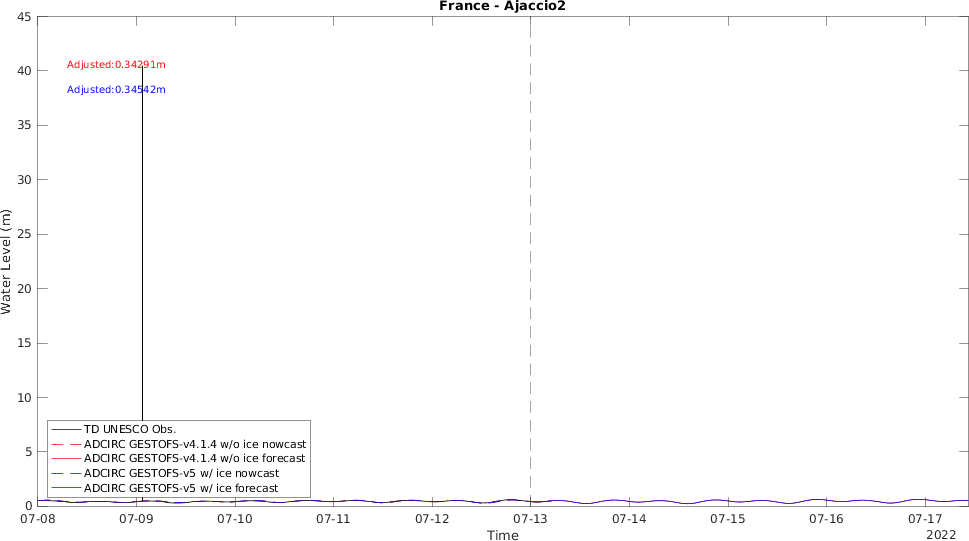 France - Ajaccio2
45
40
35
30
25
20
15
10
5
0
Water Level (m)
Adjusted:0.34291m
Adjusted:0.34542m
TD UNESCO Obs.
ADCIRC GESTOFS-v4.1.4 w/o ice nowcast
ADCIRC GESTOFS-v4.1.4 w/o ice forecast
ADCIRC GESTOFS-v5 w/ ice nowcast
ADCIRC GESTOFS-v5 w/ ice forecast
07-08 07-09 07-10 07-11 07-12 07-13 07-14 07-15 07-16 07-17
Time
2022